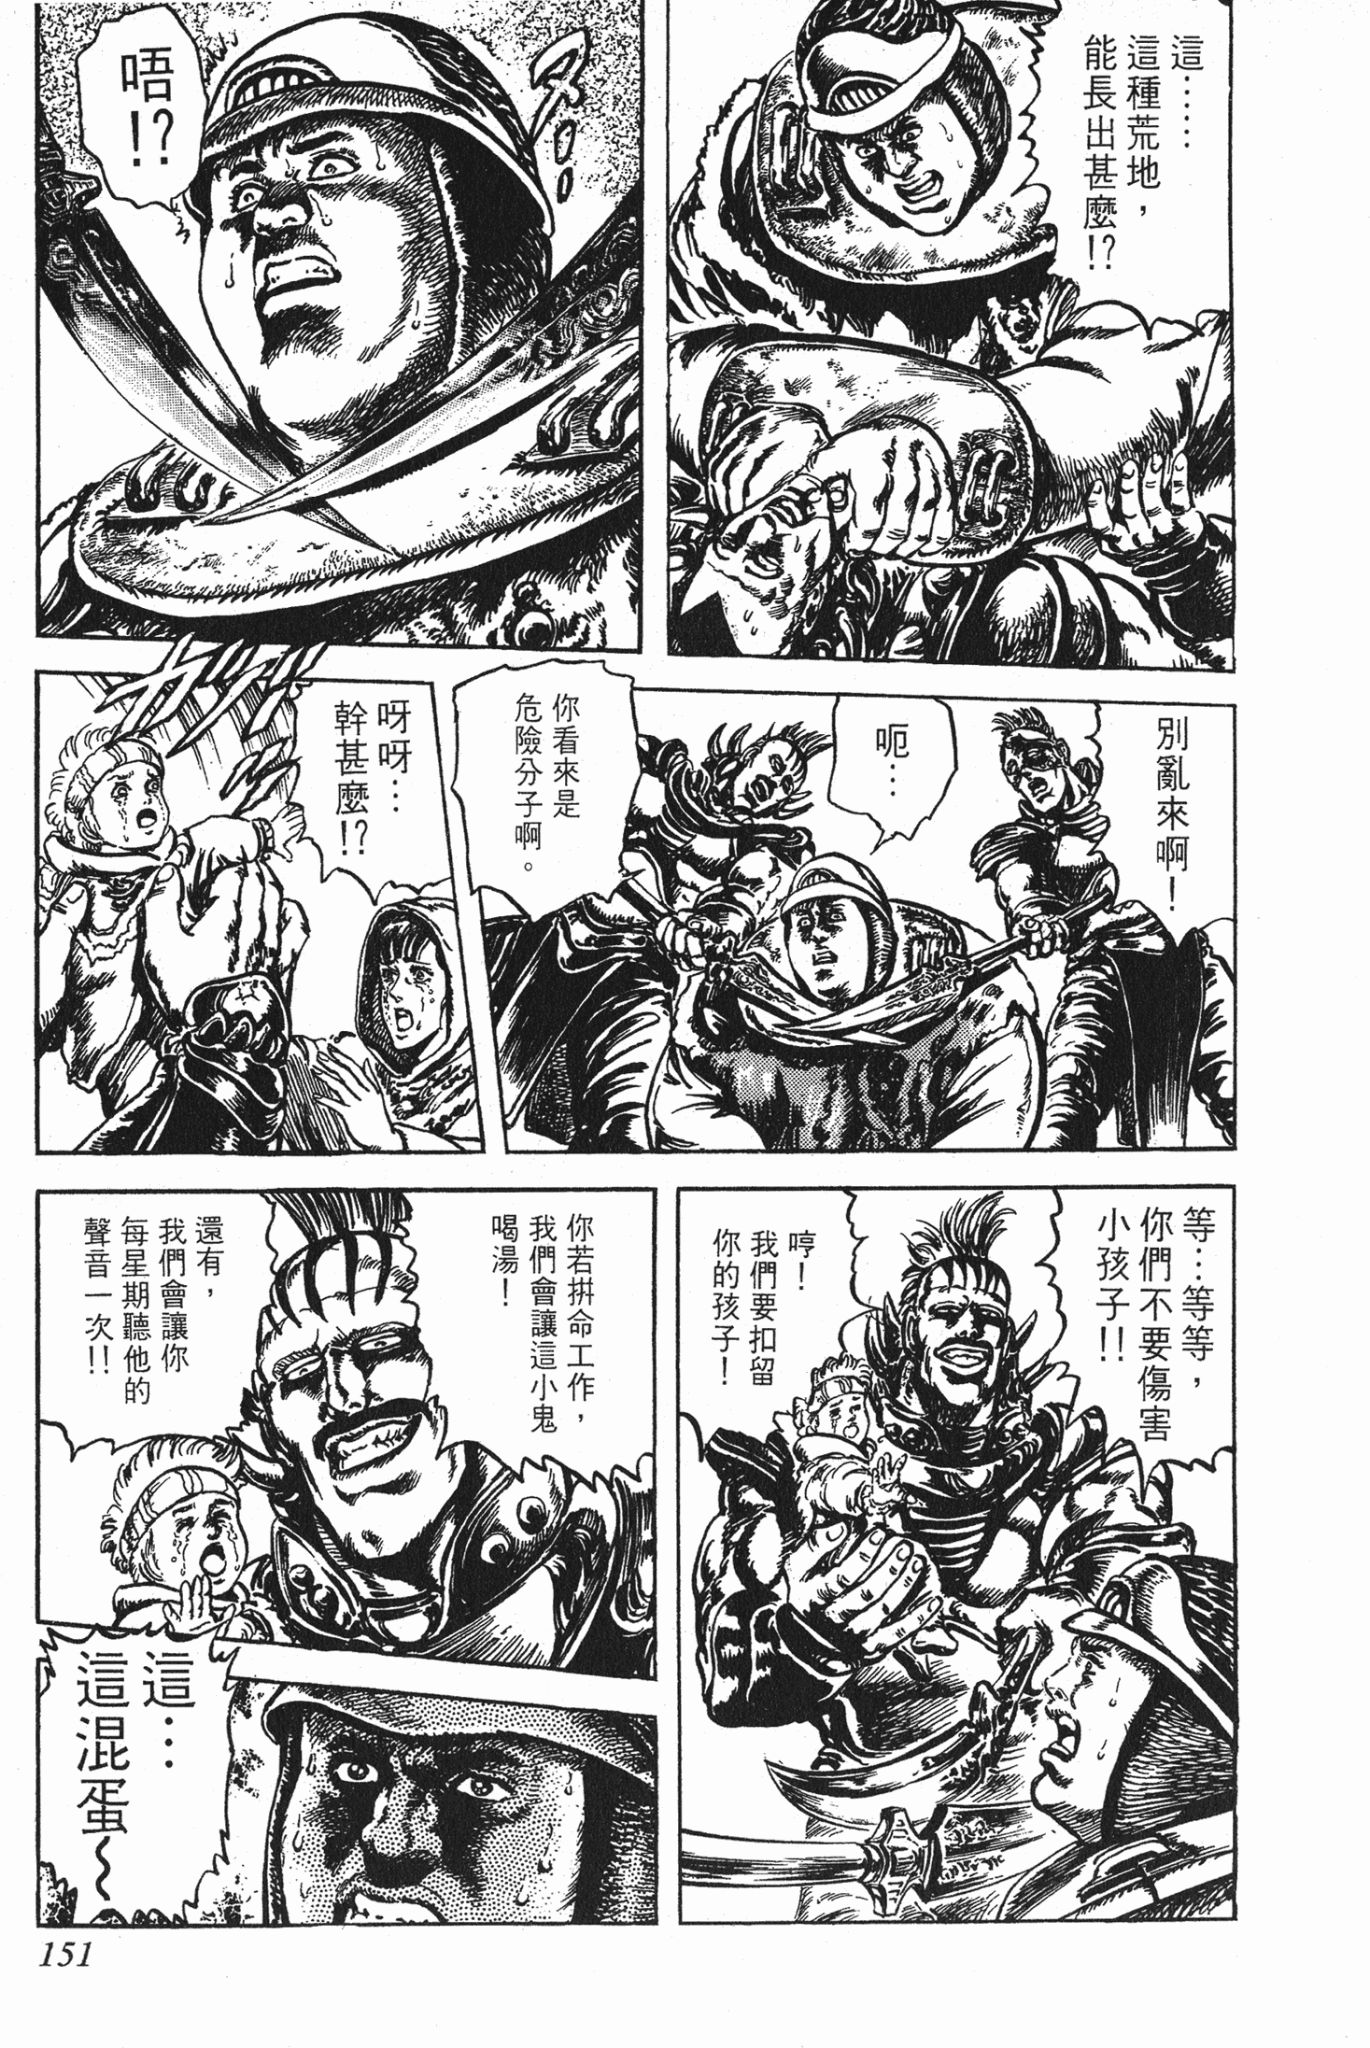 這……
這種荒地，
能長出甚麼!?
唔!?
別亂來啊！
呃…
你看來是
危險分子啊。
呀呀…
幹甚麼!?
等…等等，
你們不要傷害
小孩子!!
哼！
我們要扣留
你的孩子！
你若拚命工作，
我們會讓這小鬼
喝湯！
還有，
我們會讓你
每星期聽他的
聲音一次!!
這…
這混蛋～
151